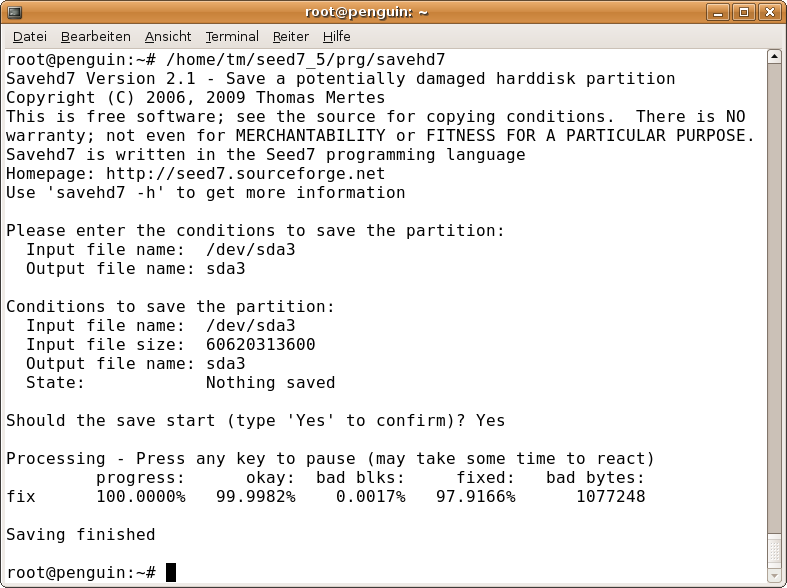 root@penguin: ~
Datei Bearbeiten Ansicht Terminal Reiter Hilfe
root@penguin:~# /home/tm/seed7_5/prg/savehd7
Savehd7 Version 2.1 - Save a potentially damaged harddisk partition
Copyright (C) 2006, 2009 Thomas Mertes
This is free software; see the source for copying conditions.  There is NO
warranty; not even for MERCHANTABILITY or FITNESS FOR A PARTICULAR PURPOSE.
Savehd7 is written in the Seed7 programming language
Homepage: http://seed7.sourceforge.net
Use 'savehd7 -h' to get more information

Please enter the conditions to save the partition:
  Input file name:  /dev/sda3
  Output file name: sda3

Conditions to save the partition:
  Input file name:  /dev/sda3
  Input file size:  60620313600
  Output file name: sda3
  State:            Nothing saved

Should the save start (type 'Yes' to confirm)? Yes

Processing - Press any key to pause (may take some time to react)
         progress:      okay:  bad blks:     fixed:   bad bytes:
fix      100.0000%   99.9982%    0.0017%   97.9166%      1077248

Saving finished

root@penguin:~#